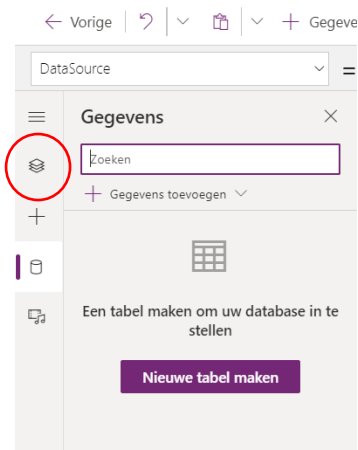 Vorige
Gegeve
DataSource
=
Gegevens
Zoeken
Gegevens toevoegen
Een tabel maken om uw database in te
stellen
Nieuwe tabel maken